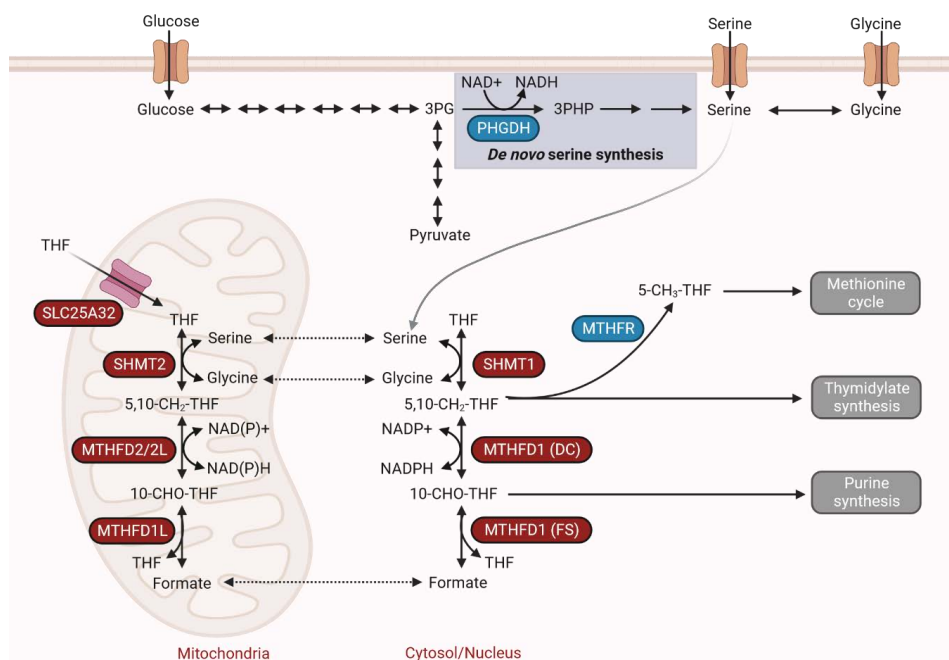 Glucose
Serine
Glycine
NAD+ NADH
Glucose
3PG
3PHP
Serine
Glycine
PHGDH
De novo serine synthesis
Pyruvate
THF
SLC25A32
THF
Serine
SHMT2
Glycine
5,10-CH₂-THF
NAD(P)+
MTHFD2/2L
NAD(P)H
10-CHO-THF
MTHFD1L
THF
Formate
Mitochondria
THF
Serine
SHMT1
Glycine
5,10-CH₂-THF
NADP+
MTHFD1 (DC)
NADPH
10-CHO-THF
MTHFD1 (FS)
THF
Formate
Cytosol/Nucleus
5-CH₃-THF
MTHFR
Methionine
cycle
Thymidylate
synthesis
Purine
synthesis